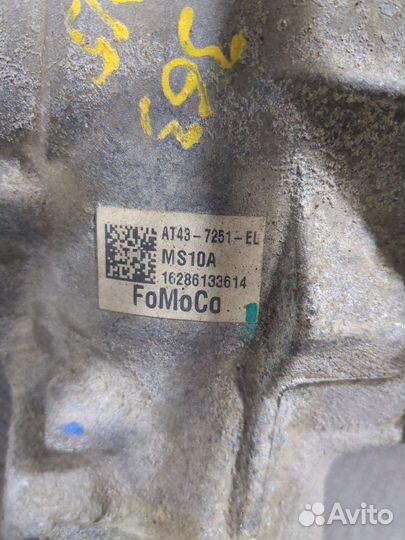 AT43-7251-EL
MS10A
16286133614
FoMoCo
Avito